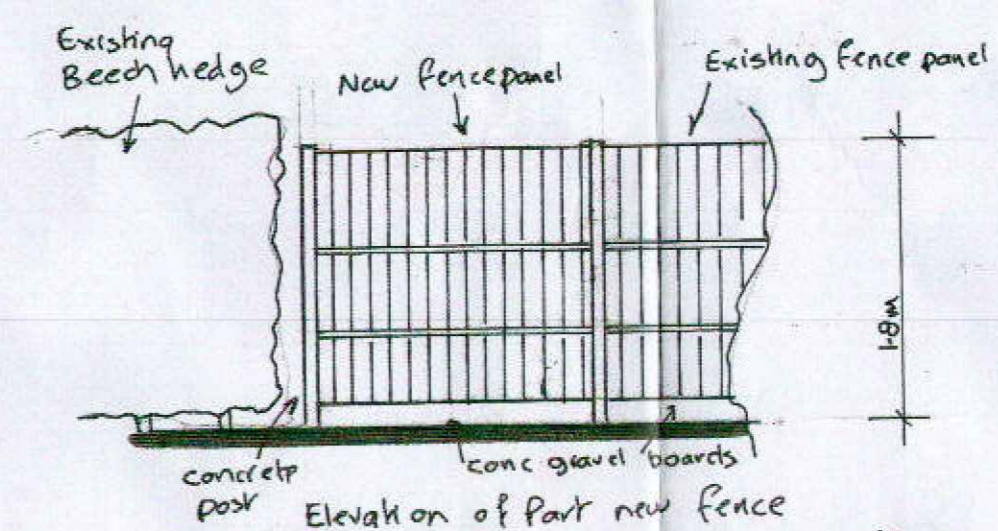 Existing
Beech hedge
New fence panel
Existing fence panel
1.8m
concrete
post
conc gravel boards
Elevation of Part new fence